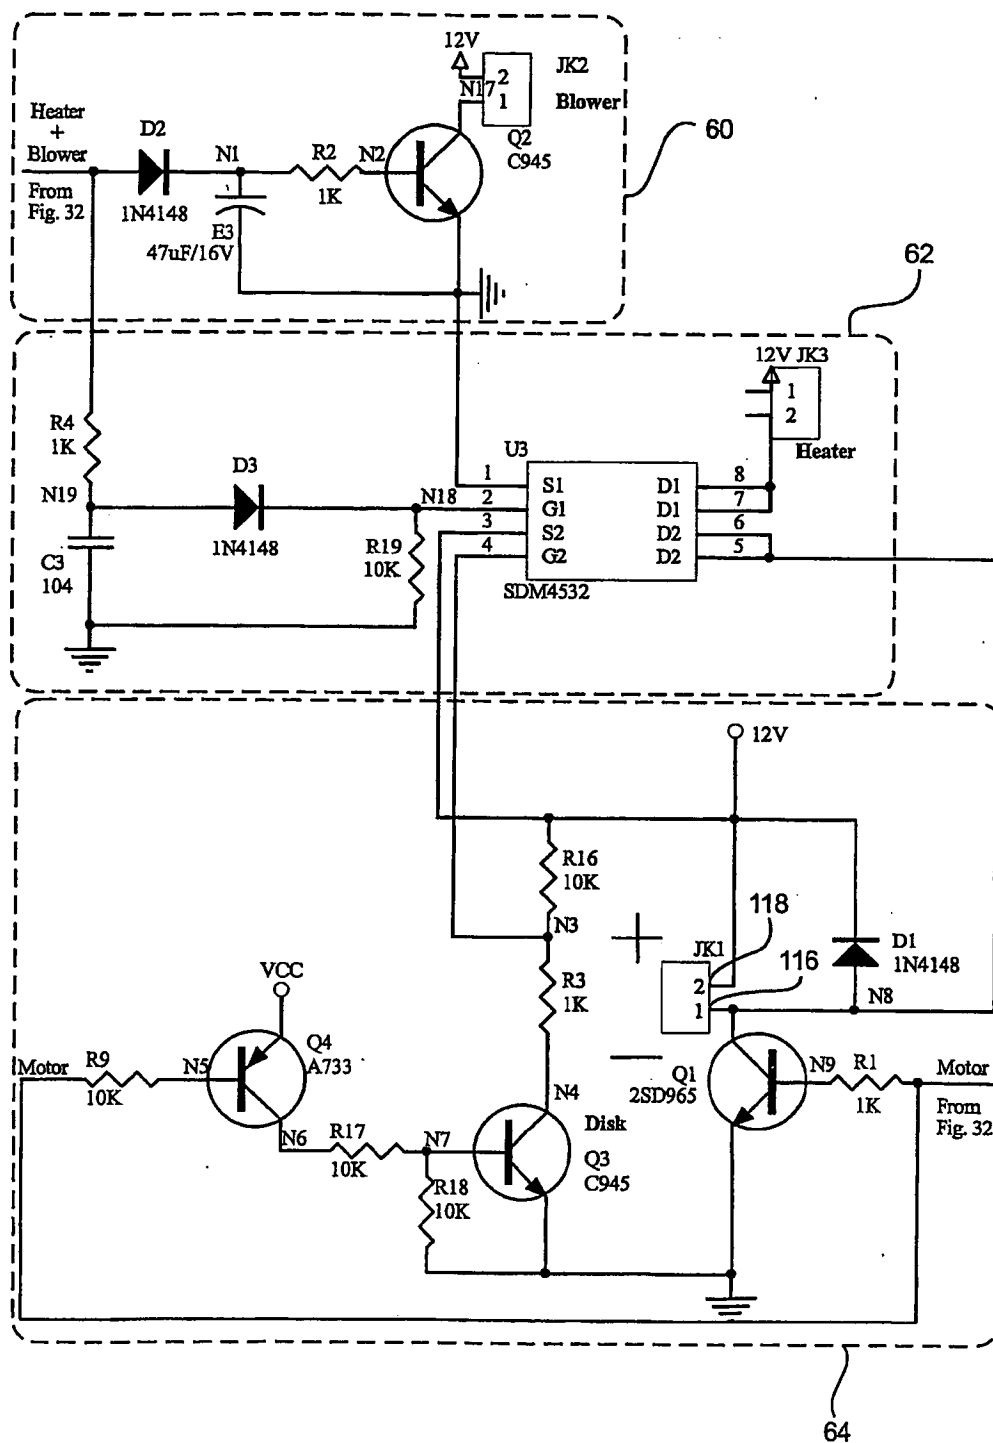 12V
JK2
2
N17
1
Blower
Heater
+
Blower
D2
N1
R2
N2
Q2
C945
60
1K
From
Fig. 32
1N4148
E3
47uF/16V
62
12V JK3
1
2
Heater
R4
1K
U3
D3
N19
N18
1
S1
D1
8
2
G1
D1
7
3
S2
D2
6
4
G2
D2
5
1N4148
R19
10K
C3
104
SDM4532
12V
R16
10K
118
N3
+
JK1
116
D1
1N4148
2
1
VCC
R3
1K
N8
Q4
A733
Motor
R9
N5
10K
N4
Q1
2SD965
N9
R1
1K
Motor
From
Fig. 32
Disk
N6
R17
N7
10K
Q3
C945
R18
10K
64